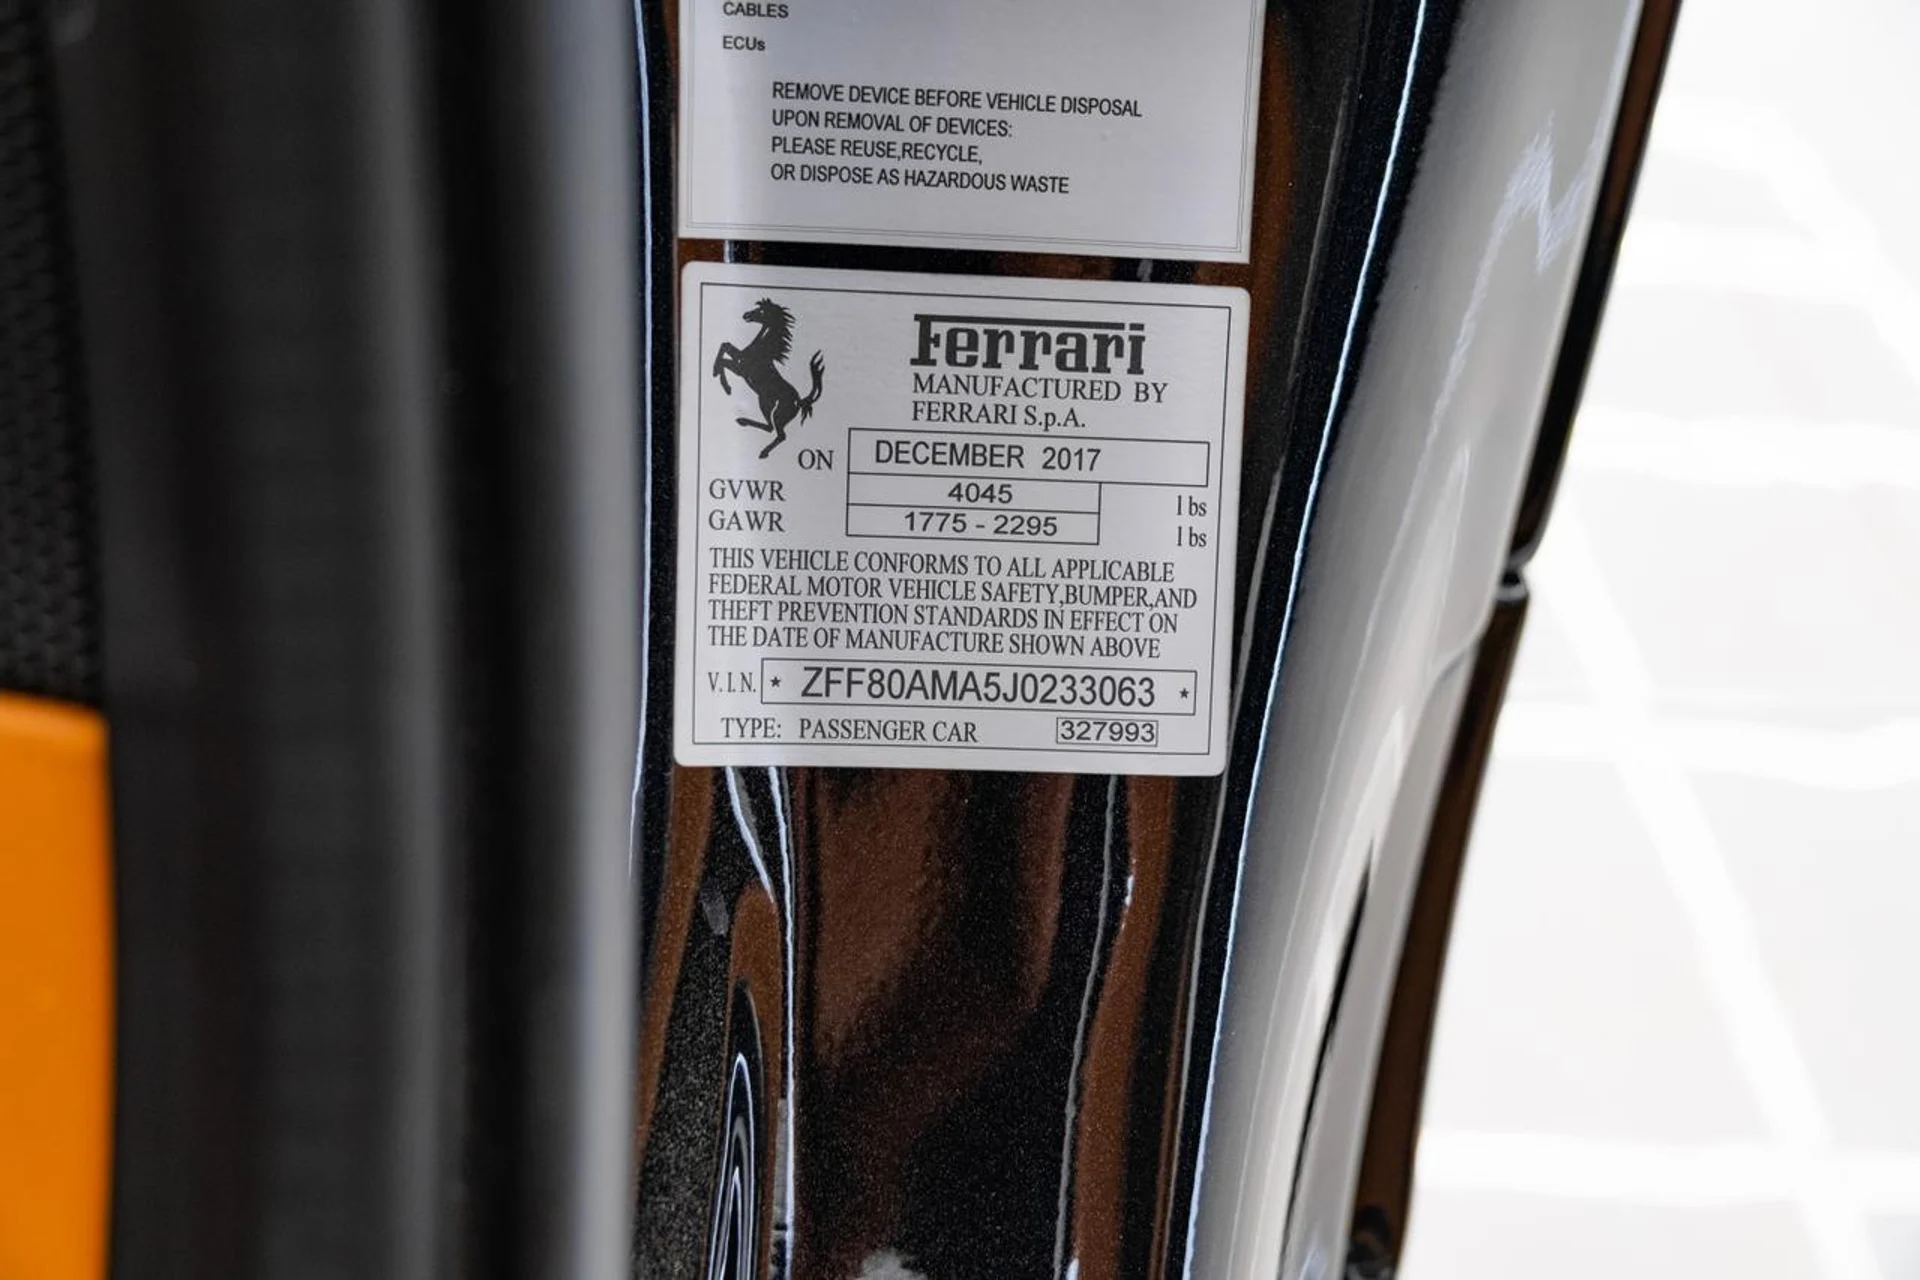 CABLES
ECUs
REMOVE DEVICE BEFORE VEHICLE DISPOSAL
UPON REMOVAL OF DEVICES:
PLEASE REUSE,RECYCLE,
OR DISPOSE AS HAZARDOUS WASTE
Ferrari
MANUFACTURED BY
FERRARI S.p.A.
ON DECEMBER 2017
GVWR 4045 lbs
GAWR 1775 - 2295 lbs
THIS VEHICLE CONFORMS TO ALL APPLICABLE
FEDERAL MOTOR VEHICLE SAFETY,BUMPER,AND
THEFT PREVENTION STANDARDS IN EFFECT ON
THE DATE OF MANUFACTURE SHOWN ABOVE
V.I.N. * ZFF80AMA5J0233063 *
TYPE: PASSENGER CAR 327993